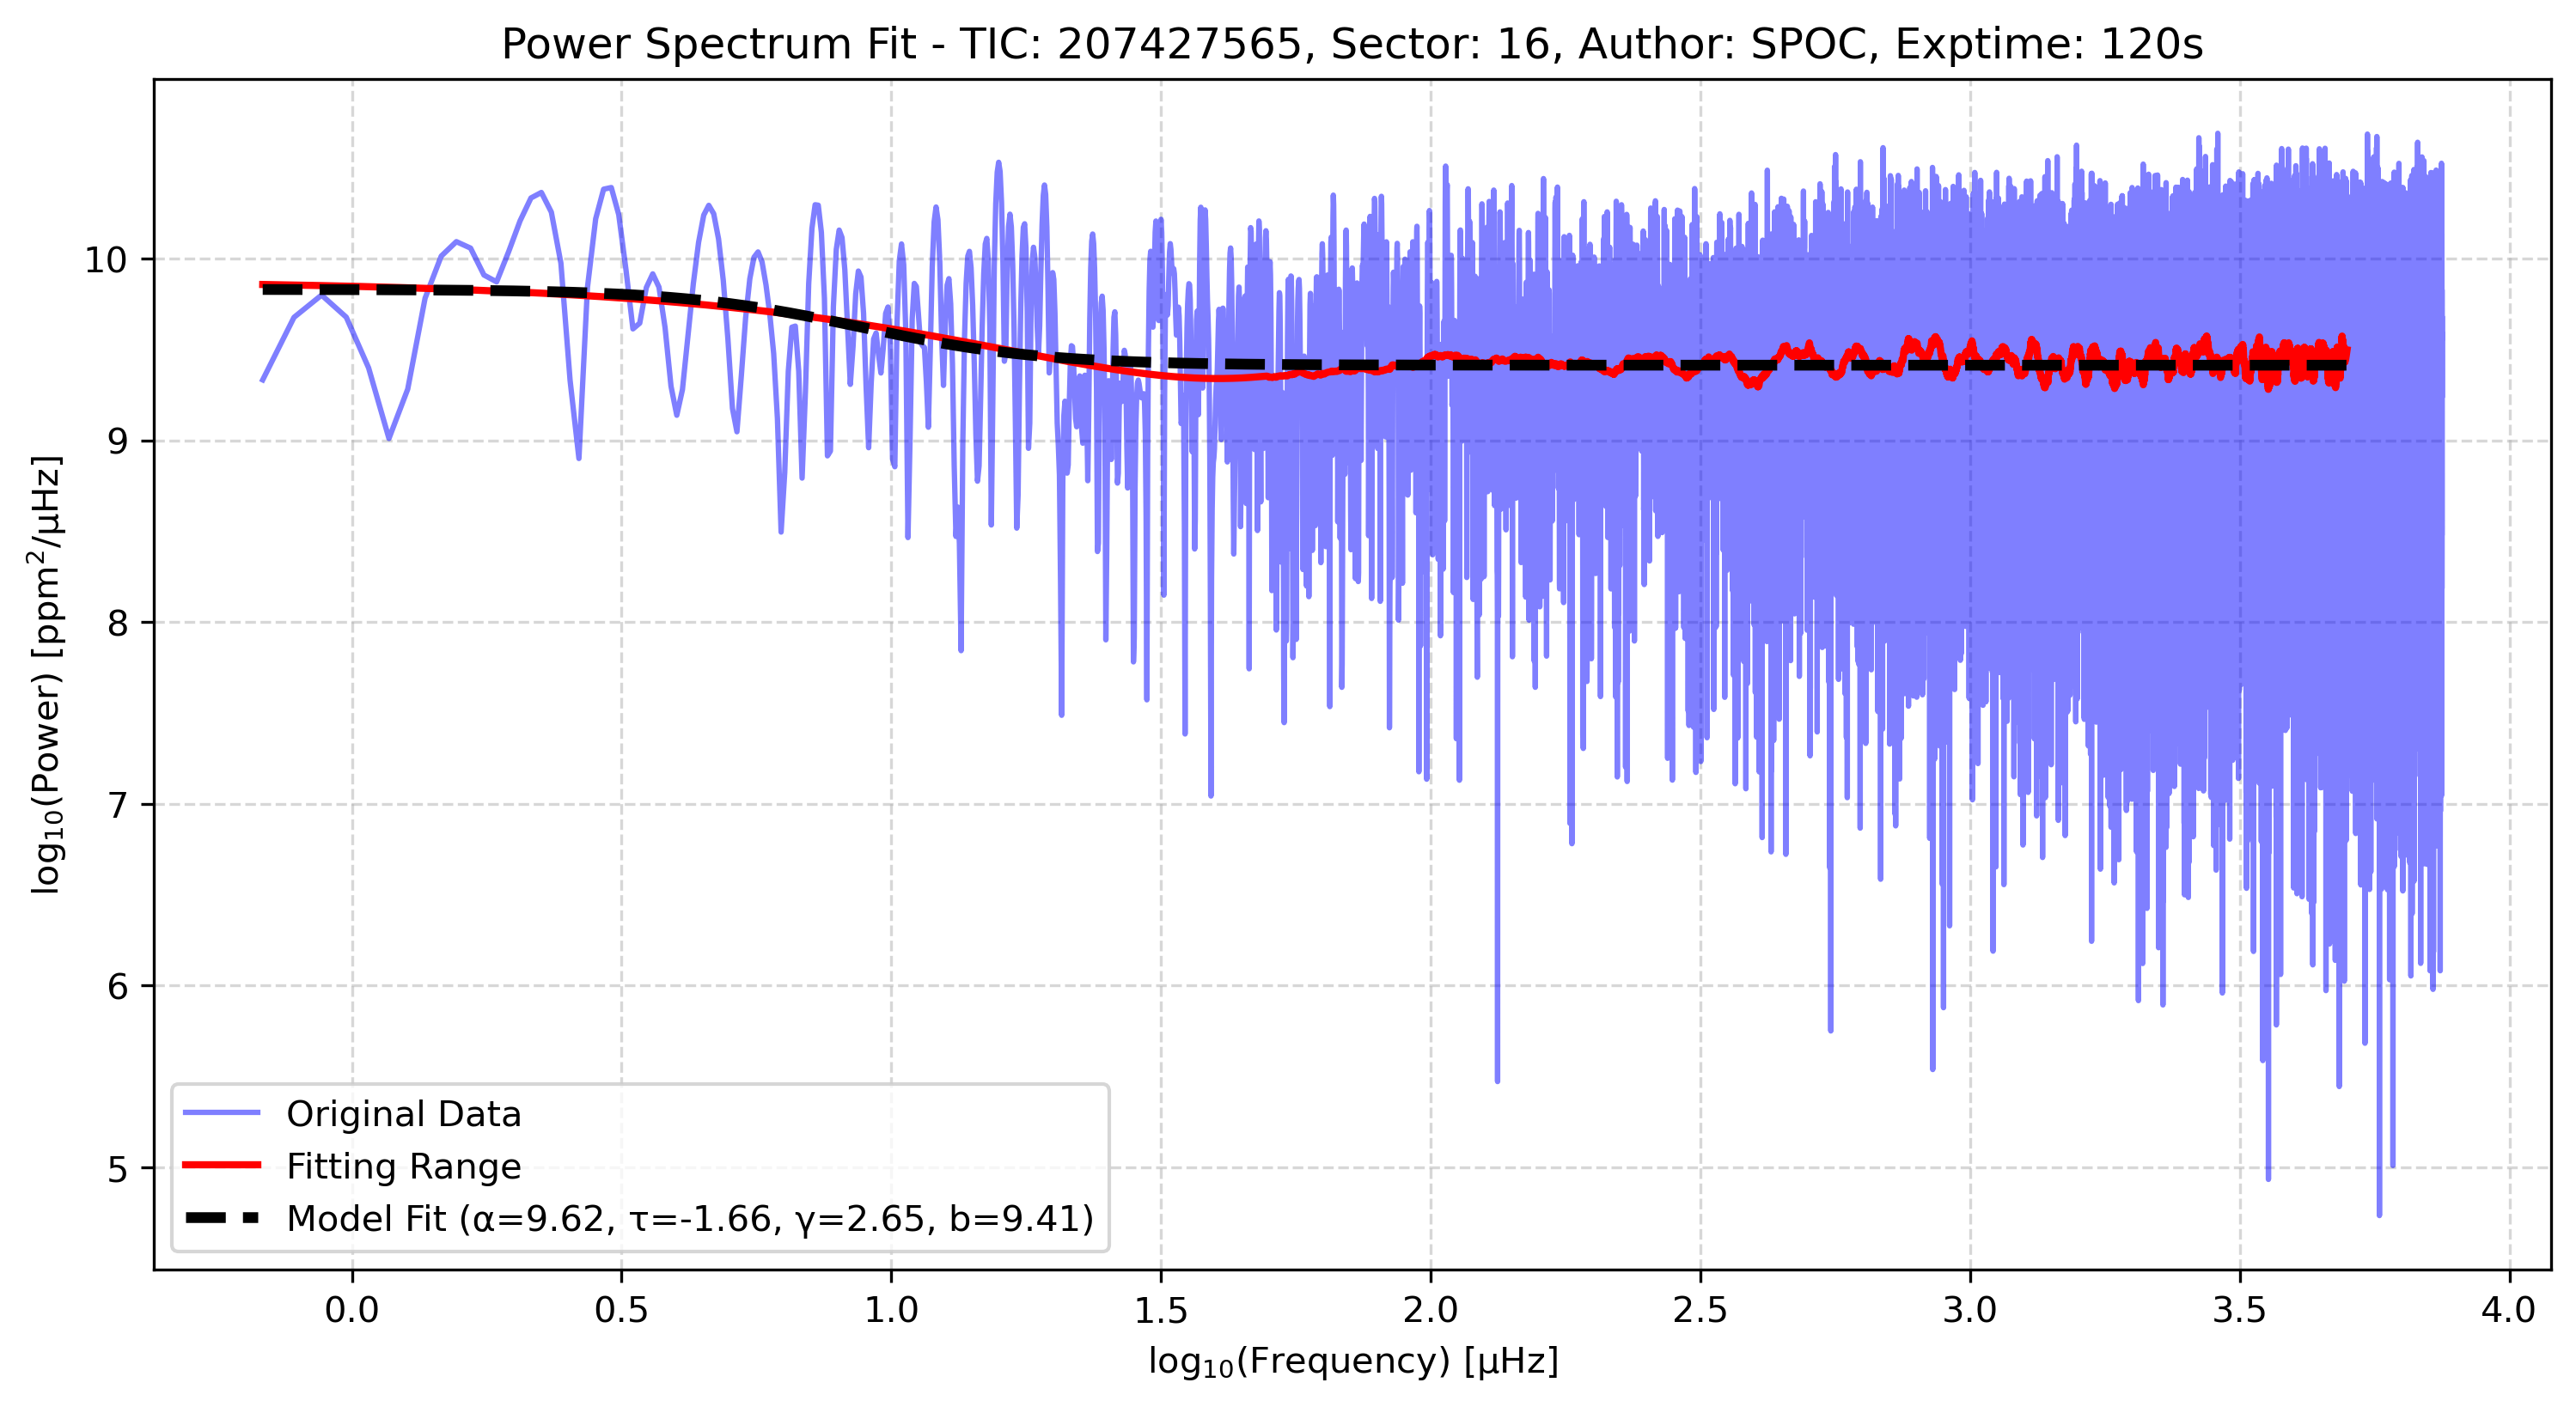 Power Spectrum Fit - TIC: 207427565, Sector: 16, Author: SPOC, Exptime: 120s
log₁₀(Power) [ppm²/μHz]
10
9
8
7
6
5
Original Data
Fitting Range
Model Fit (α=9.62, τ=-1.66, γ=2.65, b=9.41)
0.0 0.5 1.0 1.5 2.0 2.5 3.0 3.5 4.0
log₁₀(Frequency) [μHz]